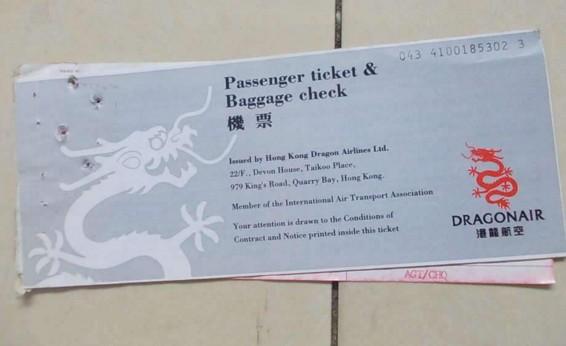 043 4100185302 3
Passenger ticket &
Baggage check
機票
Issued by Hong Kong Dragon Airlines Ltd.
22/F., Devon House, Taikoo Place,
979 King's Road, Quarry Bay, Hong Kong.
Member of the International Air Transport Association
Your attention is drawn to the Conditions of
Contract and Notice printed inside this ticket
DRAGONAIR
港龍航空
AGT/CHQ